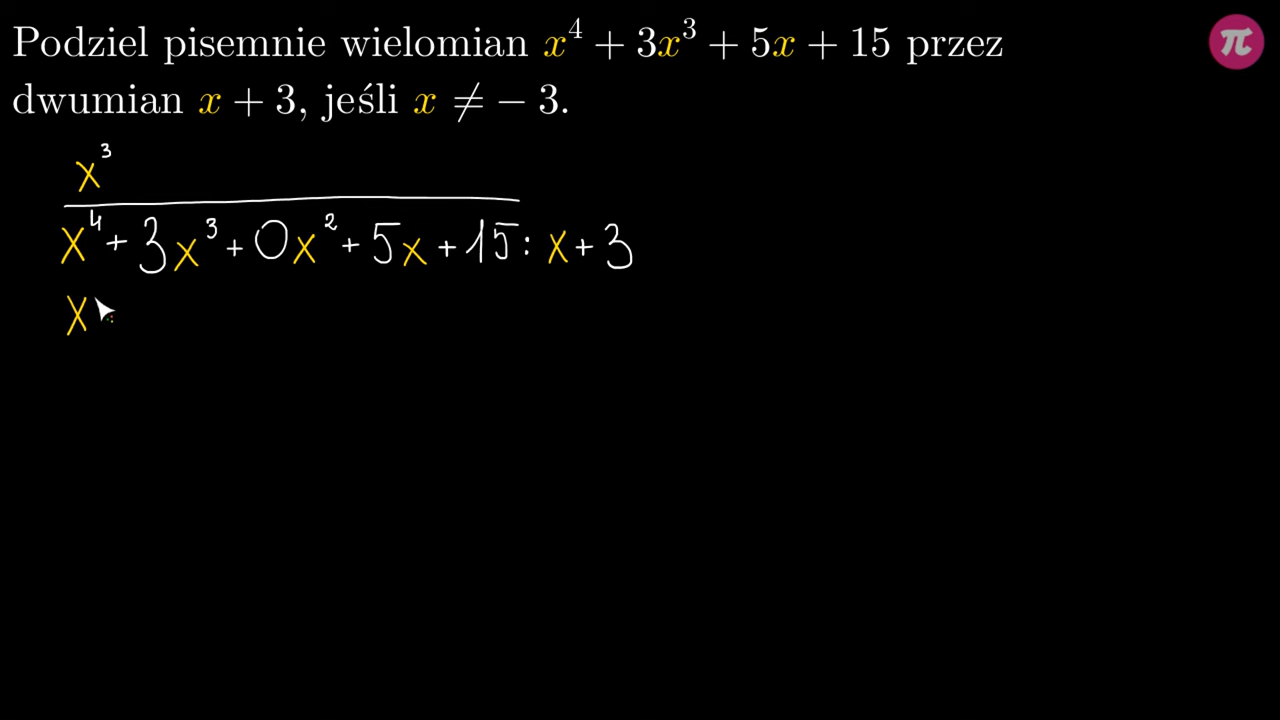 Podziel pisemnie wielomian x⁴ + 3x³ + 5x + 15 przez
dwumian x + 3, jeśli x ≠ − 3.
π
x³
x⁴ + 3x³ + 0x² + 5x + 15 : x + 3
x